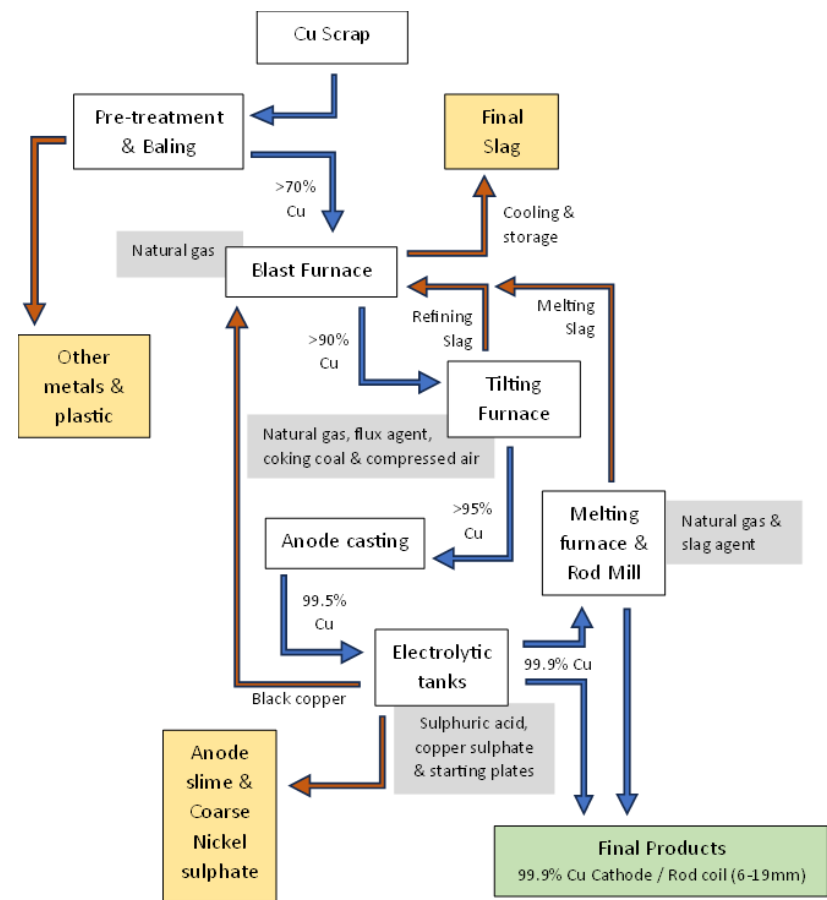 Cu Scrap
Pre-treatment
& Baling
Final
Slag
>70%
Cu
Cooling &
storage
Natural gas
Blast Furnace
Refining
Slag
Melting
Slag
>90%
Cu
Other
metals &
plastic
Tilting
Furnace
Natural gas, flux agent,
coking coal & compressed air
>95%
Cu
Anode casting
Melting
furnace &
Rod Mill
Natural gas &
slag agent
99.5%
Cu
Electrolytic
tanks
99.9% Cu
Black copper
Sulphuric acid,
copper sulphate
& starting plates
Anode
slime &
Coarse
Nickel
sulphate
Final Products
99.9% Cu Cathode / Rod coil (6-19mm)